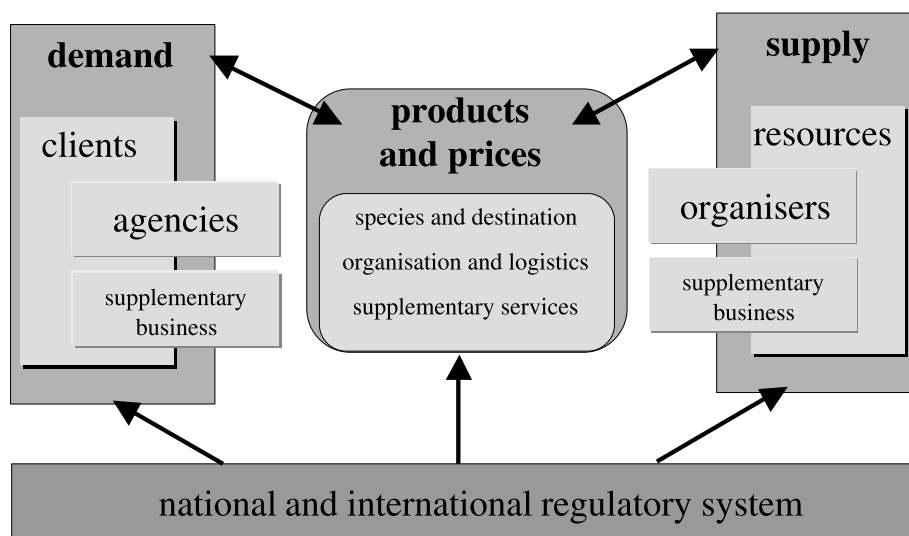 demand
clients
agencies
supplementary
business
products
and prices
species and destination
organisation and logistics
supplementary services
supply
resources
organisers
supplementary
business
national and international regulatory system